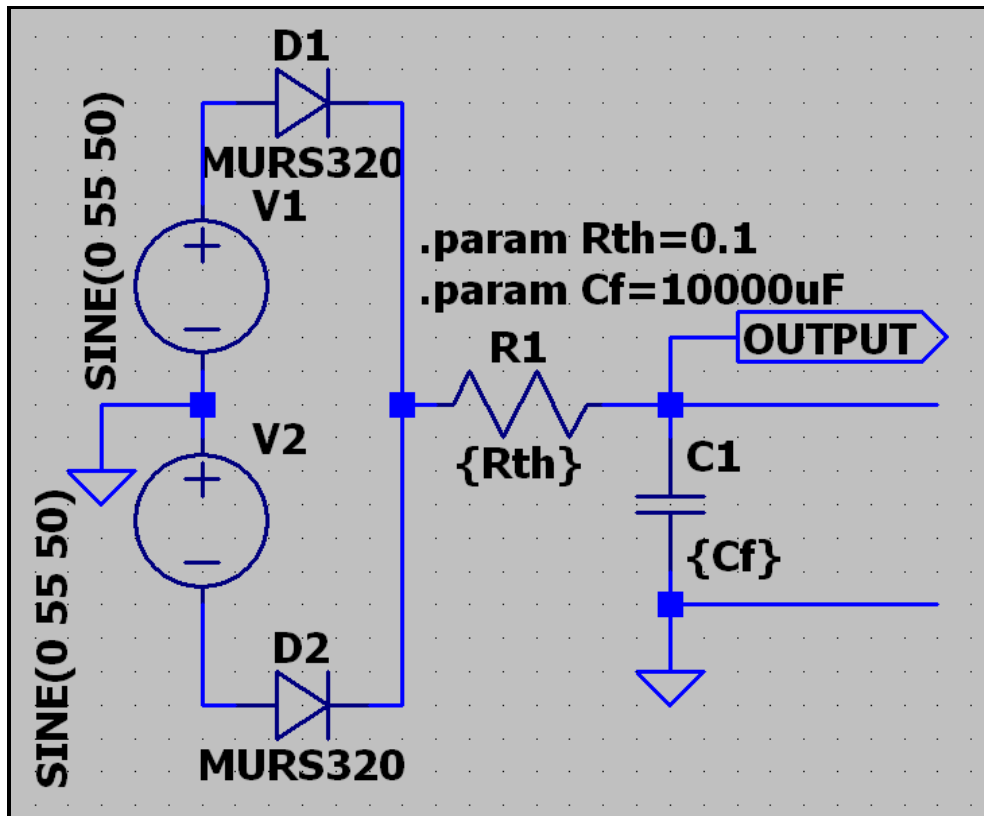 D1
MURS320
SINE(0 55 50)
V1
.param Rth=0.1
.param Cf=10000uF
OUTPUT
R1
{Rth}
V2
C1
SINE(0 55 50)
{Cf}
D2
MURS320